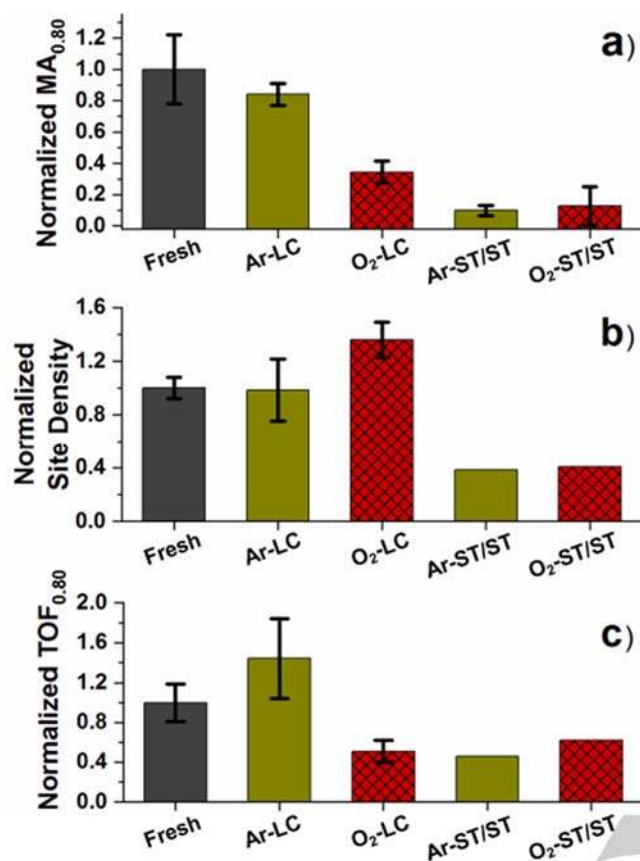 a)
Normalized MA0.80
1.2
1.0
0.8
0.6
0.4
0.2
0.0
Fresh
Ar-LC
O2-LC
Ar-ST/ST
O2-ST/ST
b)
Normalized
Site Density
1.6
1.2
0.8
0.4
0.0
Fresh
Ar-LC
O2-LC
Ar-ST/ST
O2-ST/ST
c)
Normalized TOF0.80
2.0
1.6
1.2
0.8
0.4
0.0
Fresh
Ar-LC
O2-LC
Ar-ST/ST
O2-ST/ST